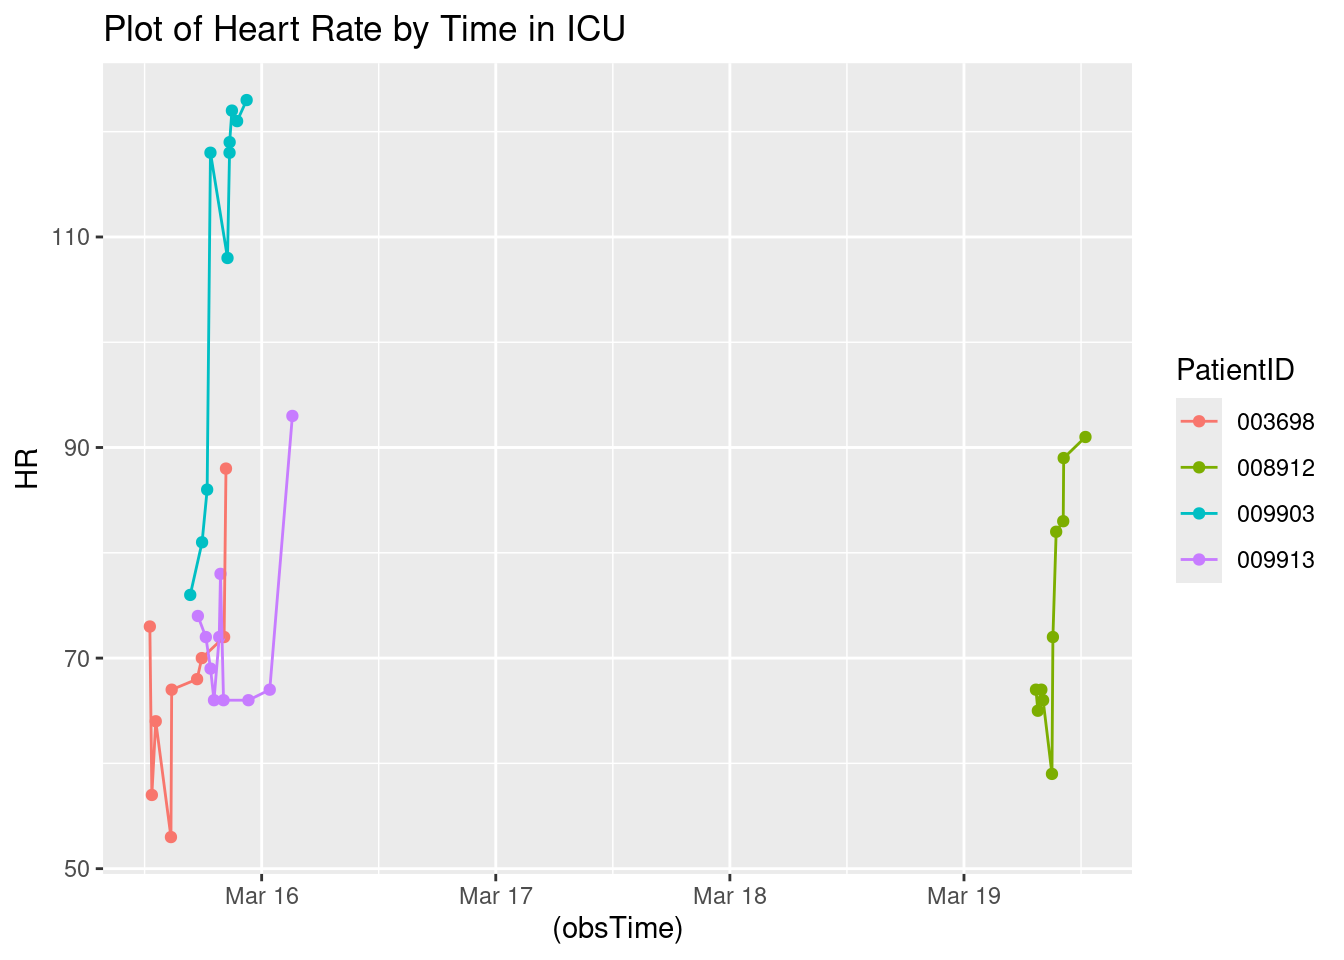 Plot of Heart Rate by Time in ICU
HR
110
90
70
50
Mar 16
Mar 17
Mar 18
Mar 19
(obsTime)
PatientID
003698
008912
009903
009913